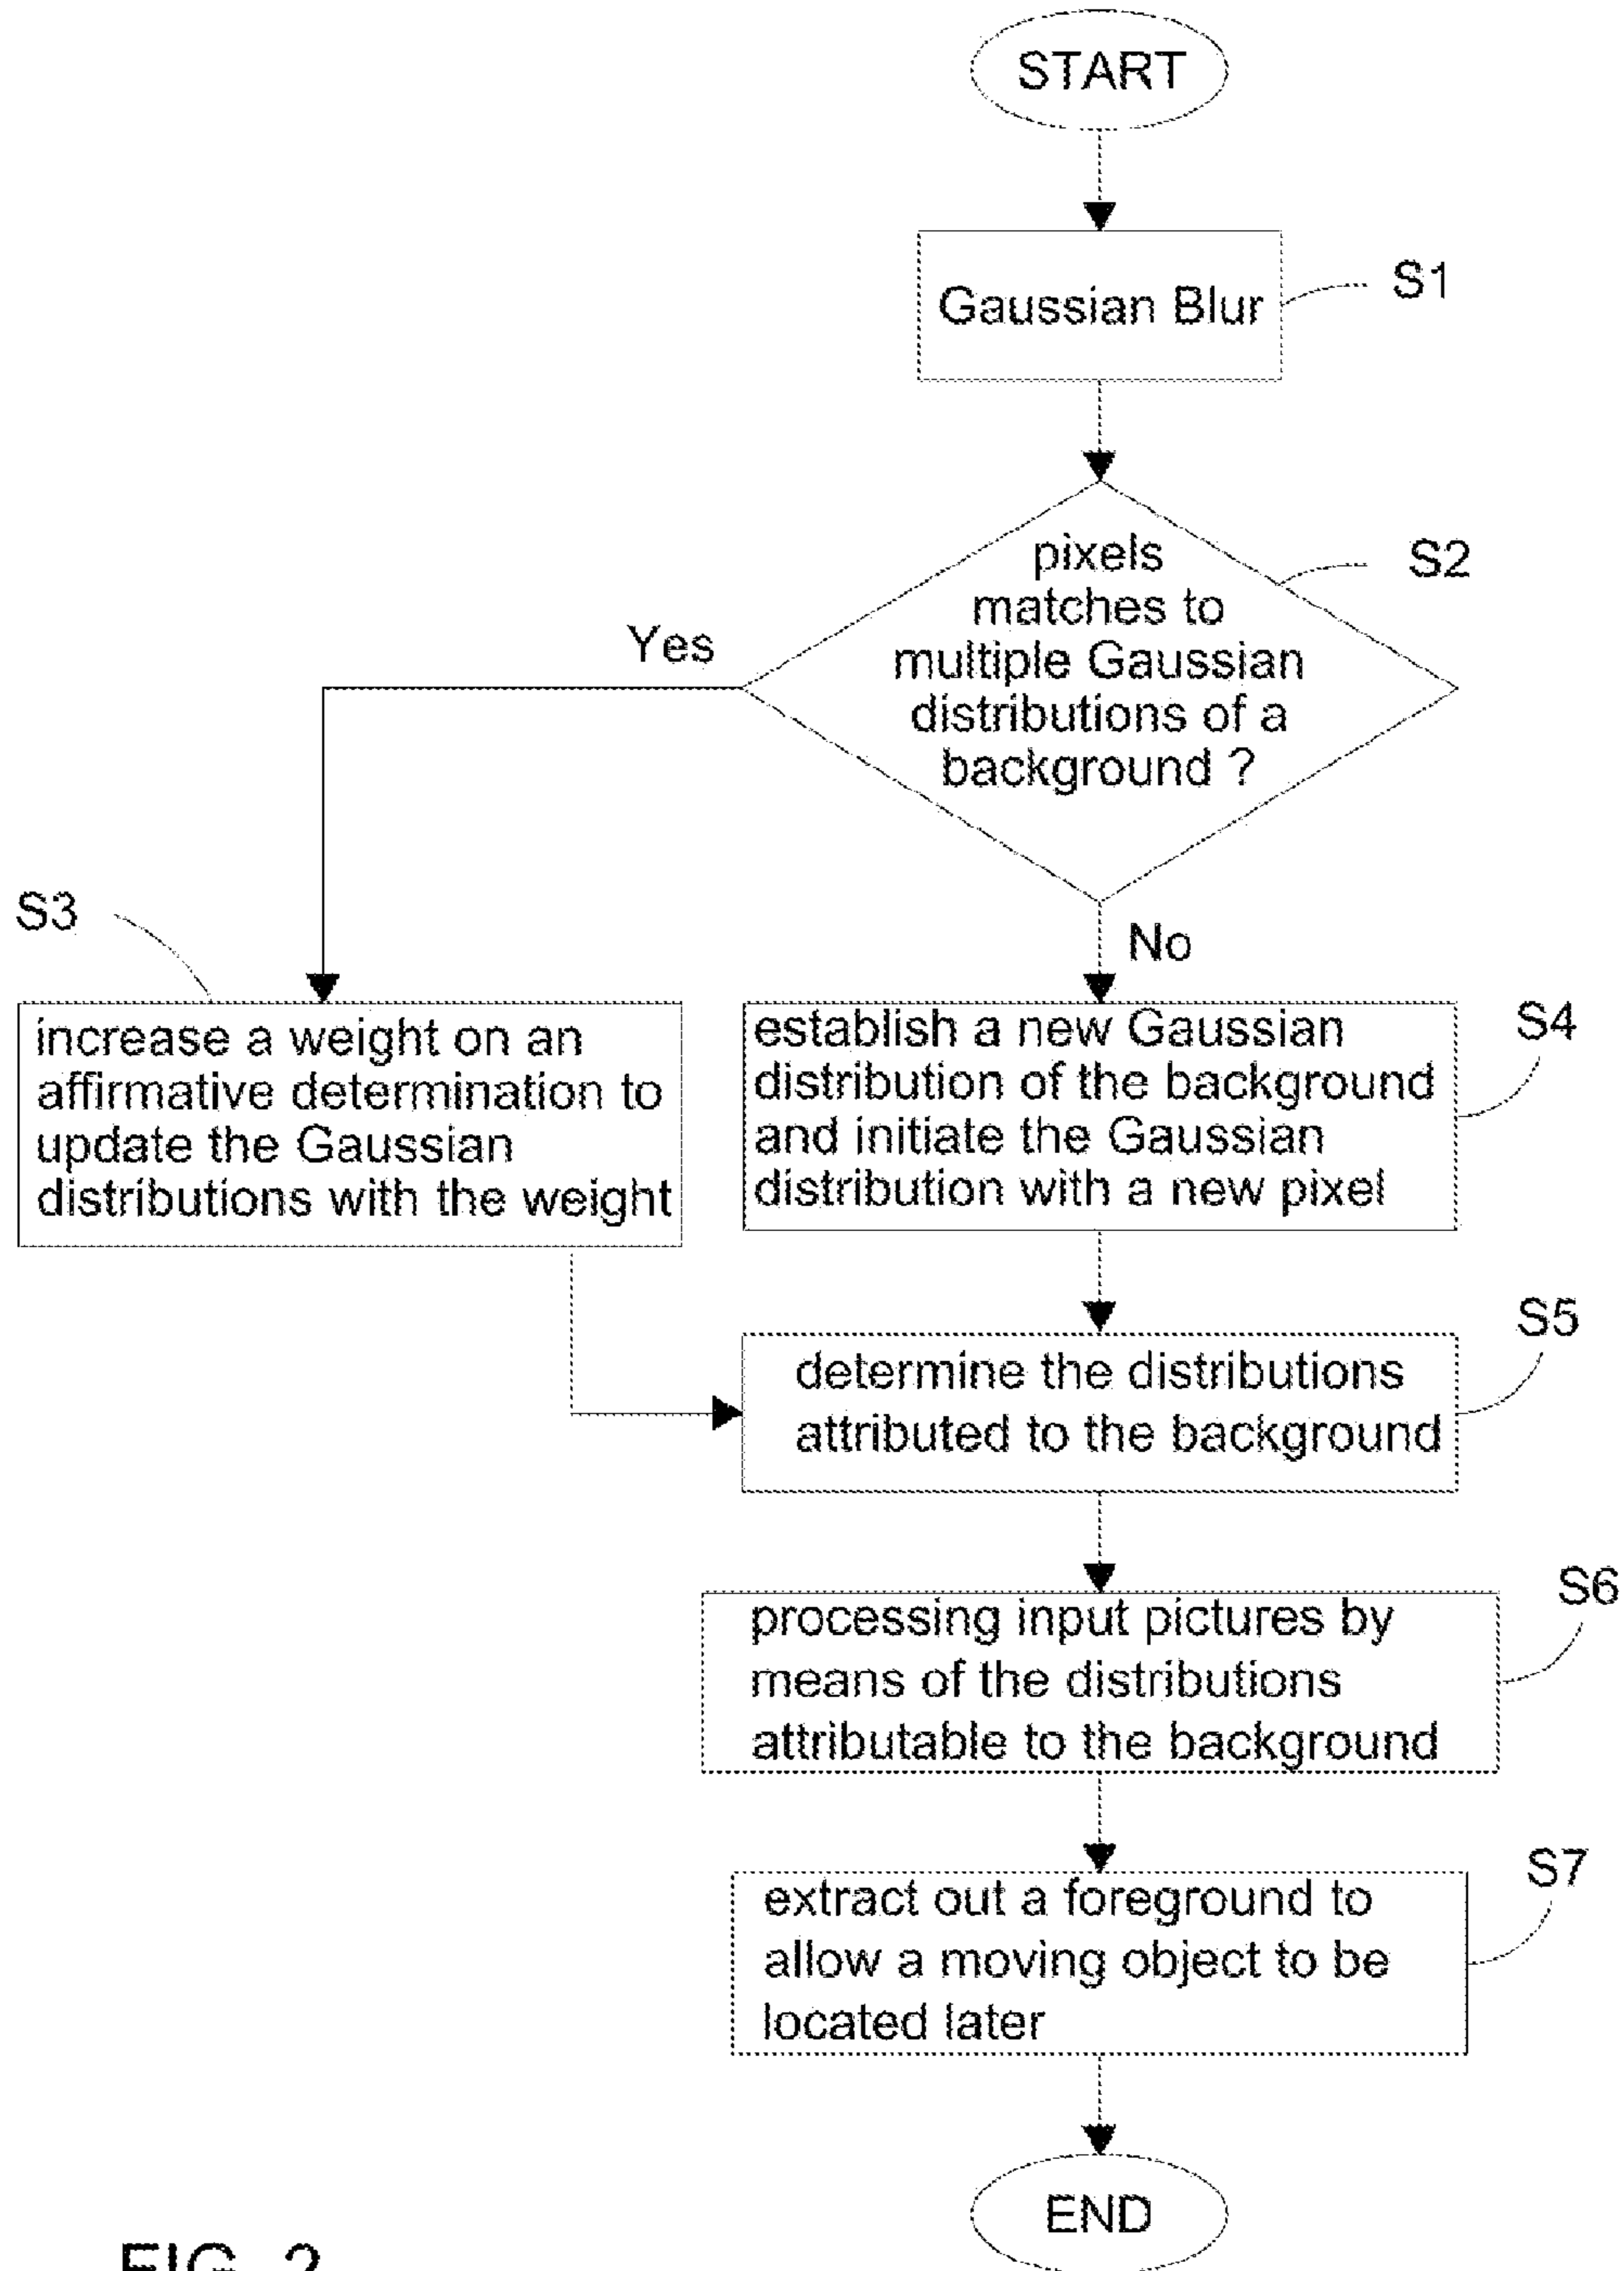 START
Gaussian Blur
S1
pixels
matches to
multiple Gaussian
distributions of a
background ?
S2
Yes
No
S3
increase a weight on an
affirmative determination to
update the Gaussian
distributions with the weight
establish a new Gaussian
distribution of the background
and initiate the Gaussian
distribution with a new pixel
S4
determine the distributions
attributed to the background
S5
processing input pictures by
means of the distributions
attributable to the background
S6
extract out a foreground to
allow a moving object to be
located later
S7
END
FIG. 2